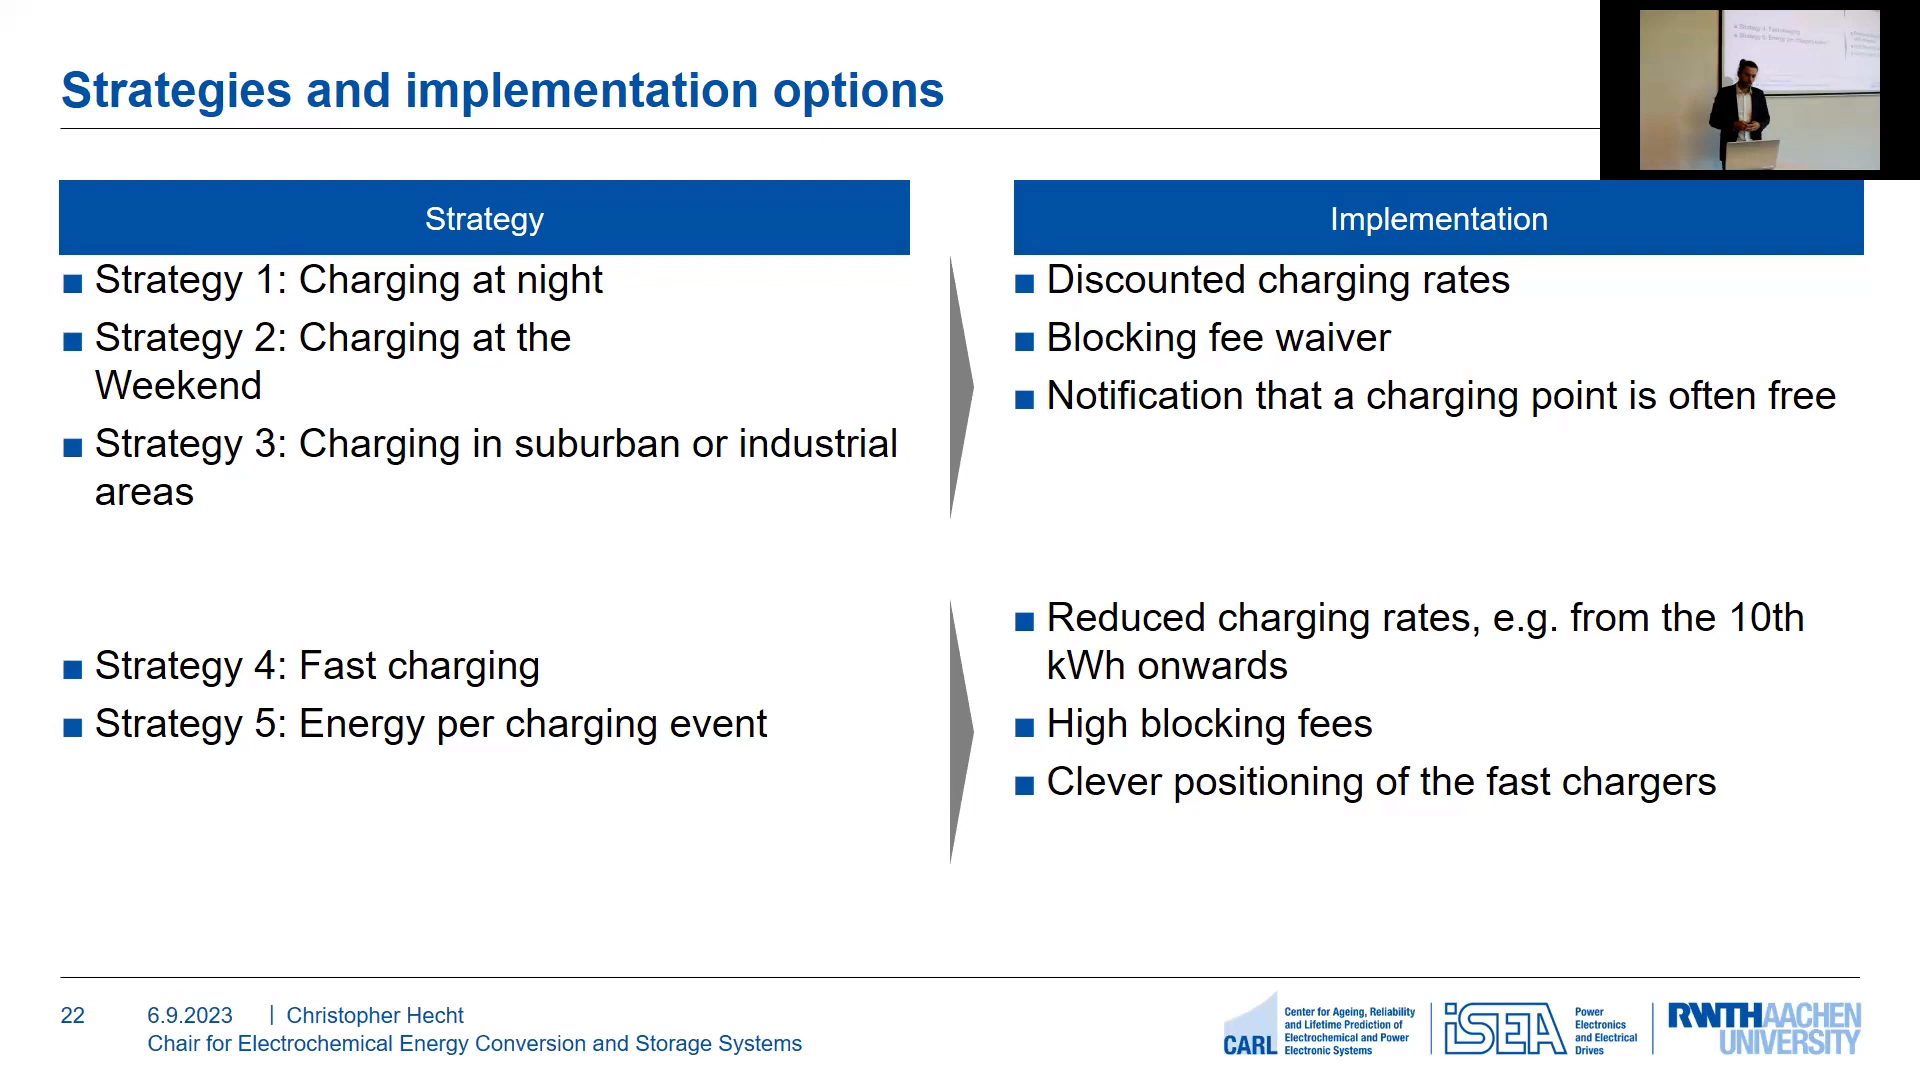 Strategies and implementation options
Strategy
Strategy 1: Charging at night
Strategy 2: Charging at the
Weekend
Strategy 3: Charging in suburban or industrial
areas
Strategy 4: Fast charging
Strategy 5: Energy per charging event
Implementation
Discounted charging rates
Blocking fee waiver
Notification that a charging point is often free
Reduced charging rates, e.g. from the 10th
kWh onwards
High blocking fees
Clever positioning of the fast chargers
22
6.9.2023 | Christopher Hecht
Chair for Electrochemical Energy Conversion and Storage Systems
CARL
Center for Ageing, Reliability
and Lifetime Prediction of
Electrochemical and Power
Electronic Systems
iSEA
Power
Electronics
and Electrical
Drives
RWTHAACHEN
UNIVERSITY